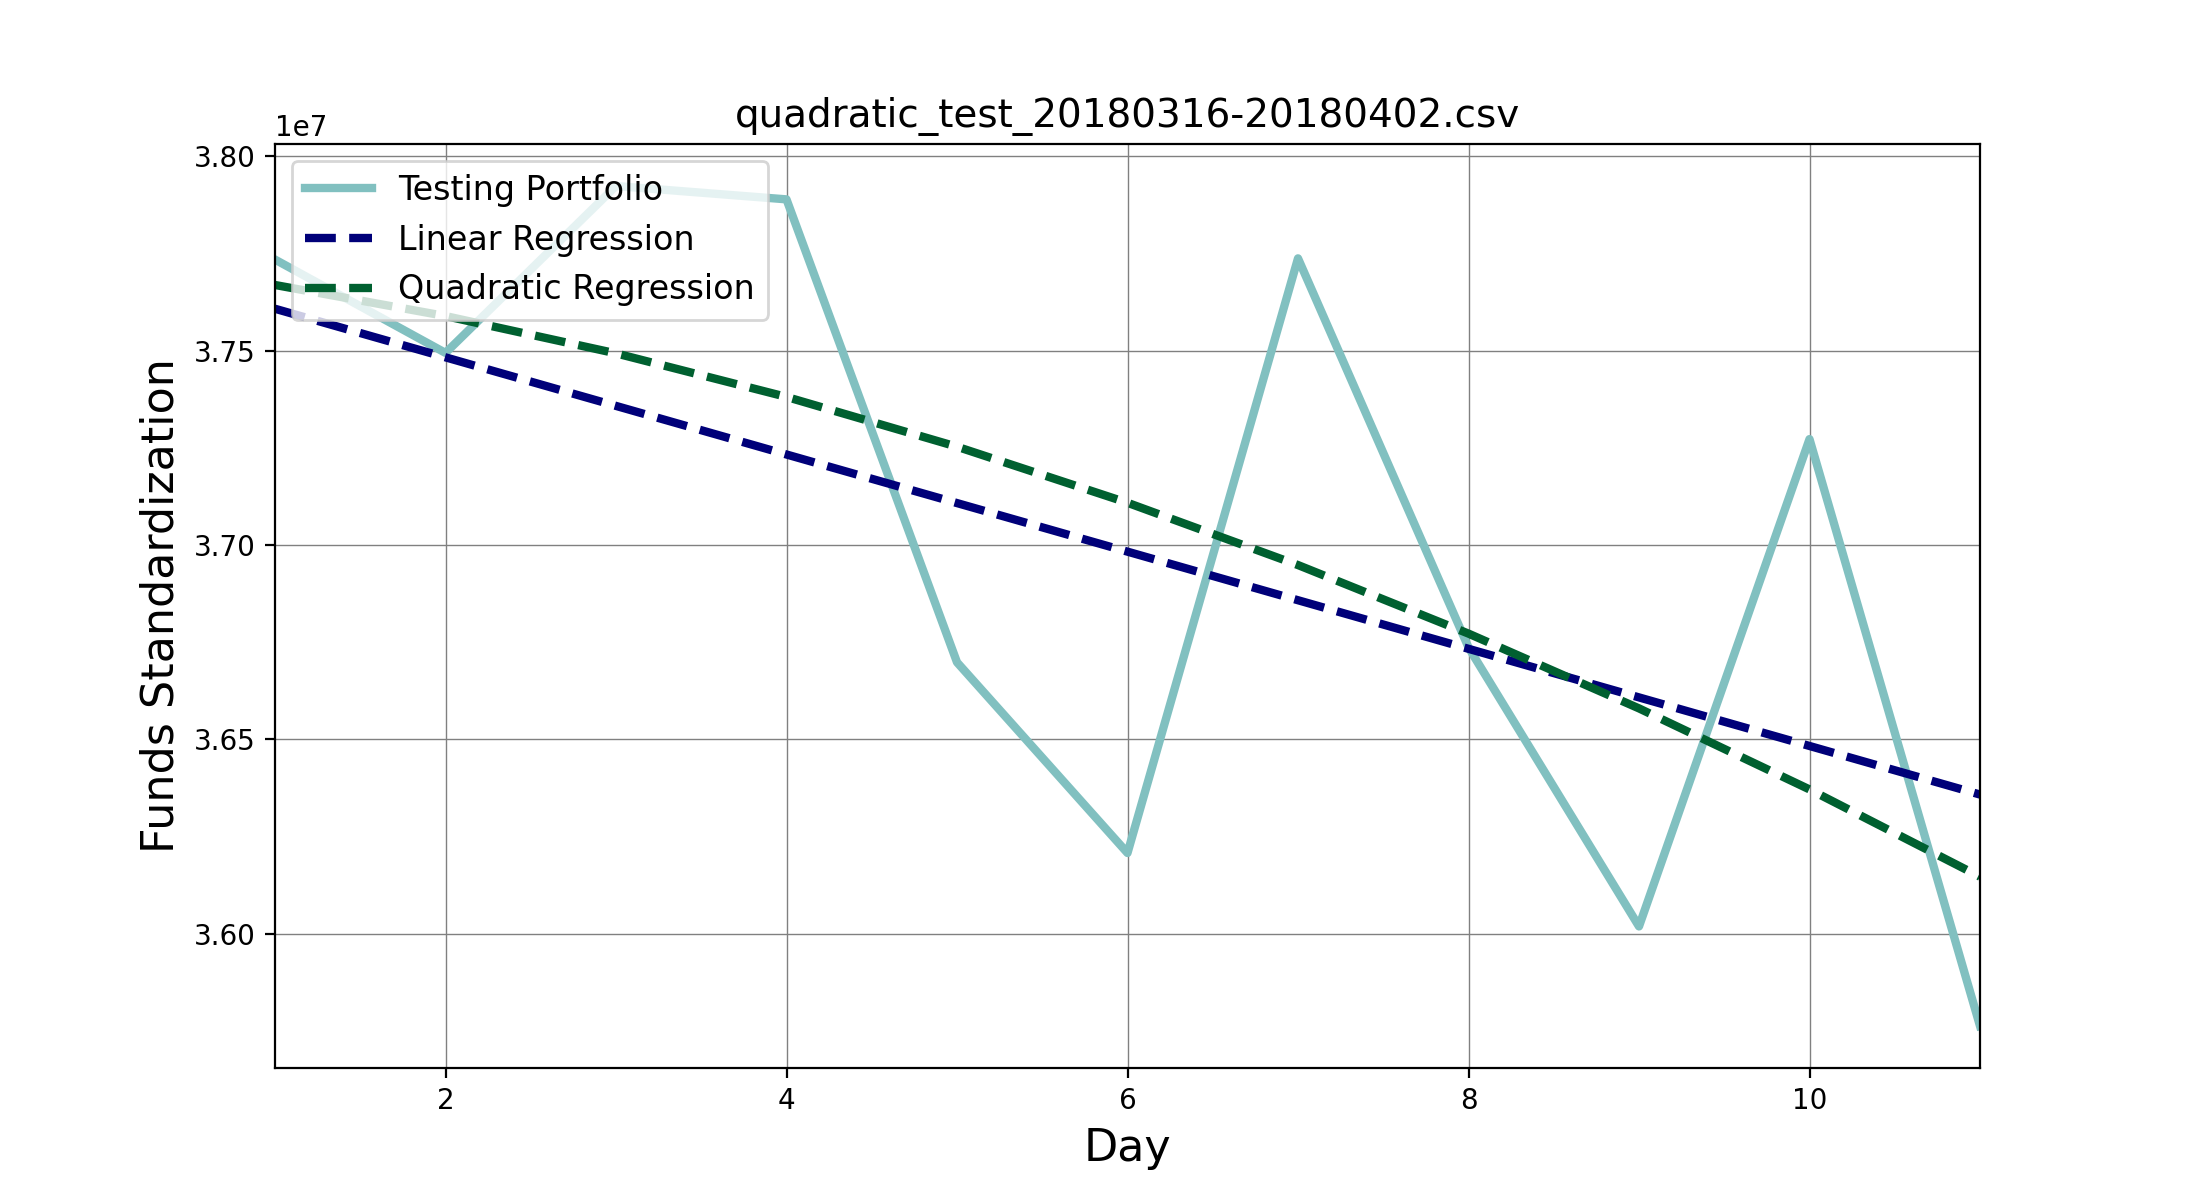 quadratic_test_20180316-20180402.csv
1e7
3.80
3.75
3.70
3.65
3.60
Funds Standardization
Testing Portfolio
Linear Regression
Quadratic Regression
2 4 6 8 10
Day